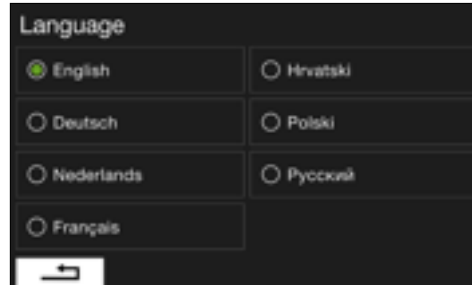 Language
English
Hrvatski
Deutsch
Polski
Nederlands
Русский
Français